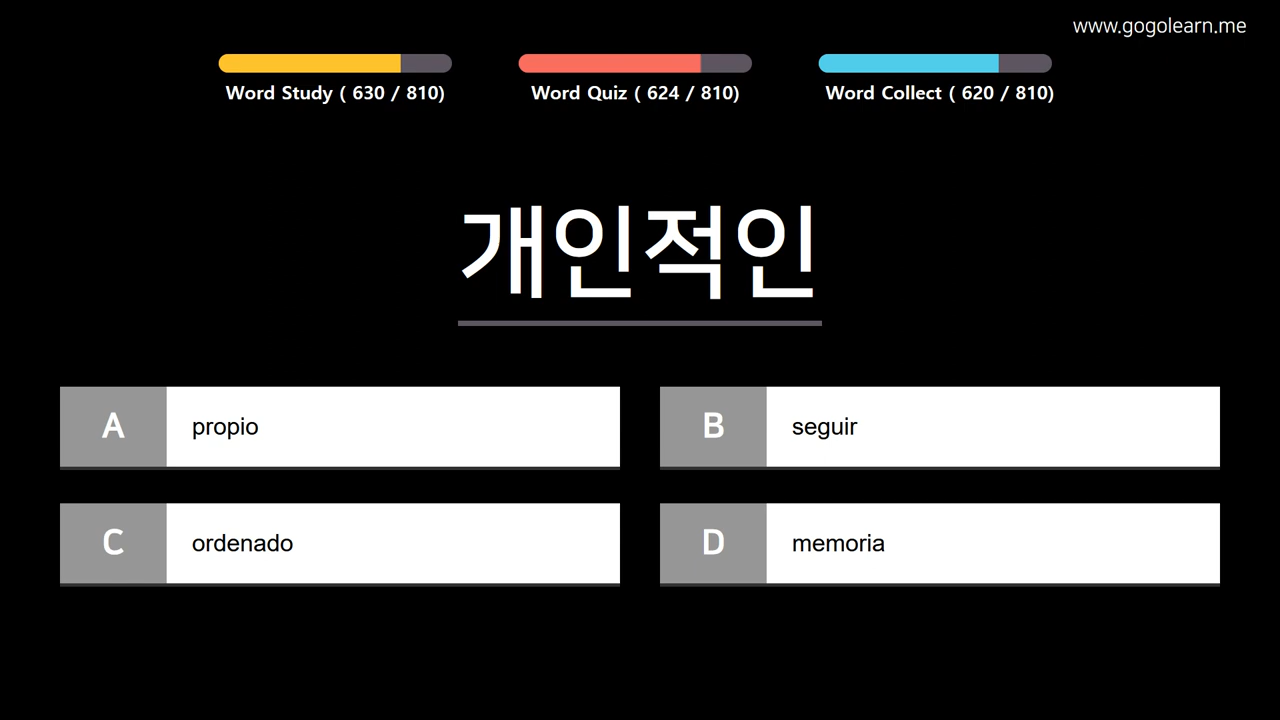 www.gogolearn.me
Word Study ( 630 / 810)
Word Quiz ( 624 / 810)
Word Collect ( 620 / 810)
개인적인
A propio
B seguir
C ordenado
D memoria